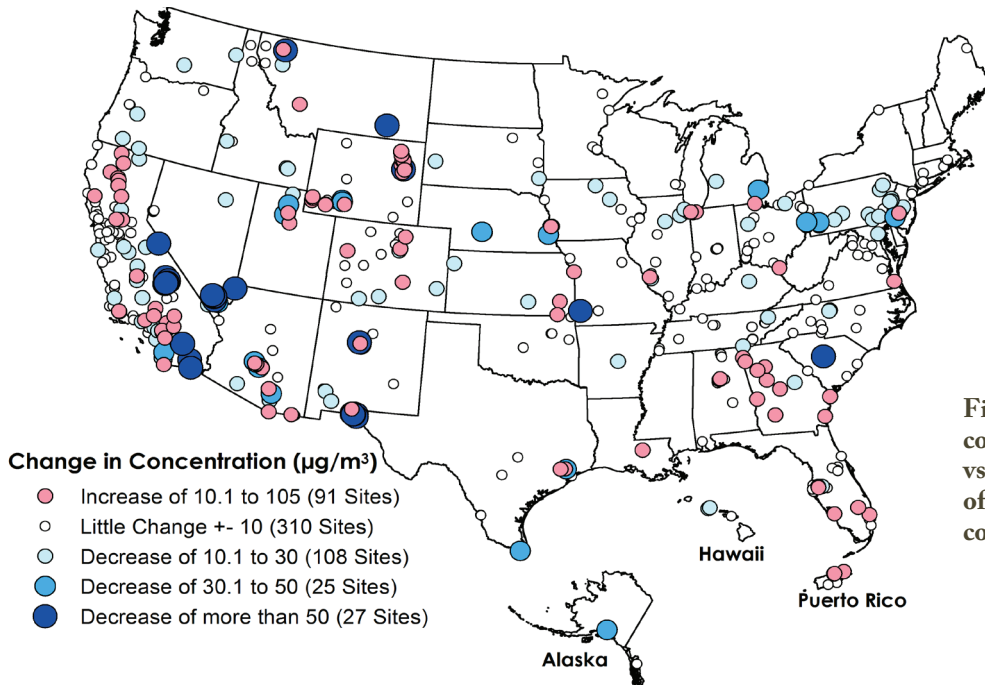 Change in Concentration (µg/m³)
Increase of 10.1 to 105 (91 Sites)
Little Change +- 10 (310 Sites)
Decrease of 10.1 to 30 (108 Sites)
Decrease of 30.1 to 50 (25 Sites)
Decrease of more than 50 (27 Sites)
Hawaii
Puerto Rico
Alaska
Fi
co
vs
of
co